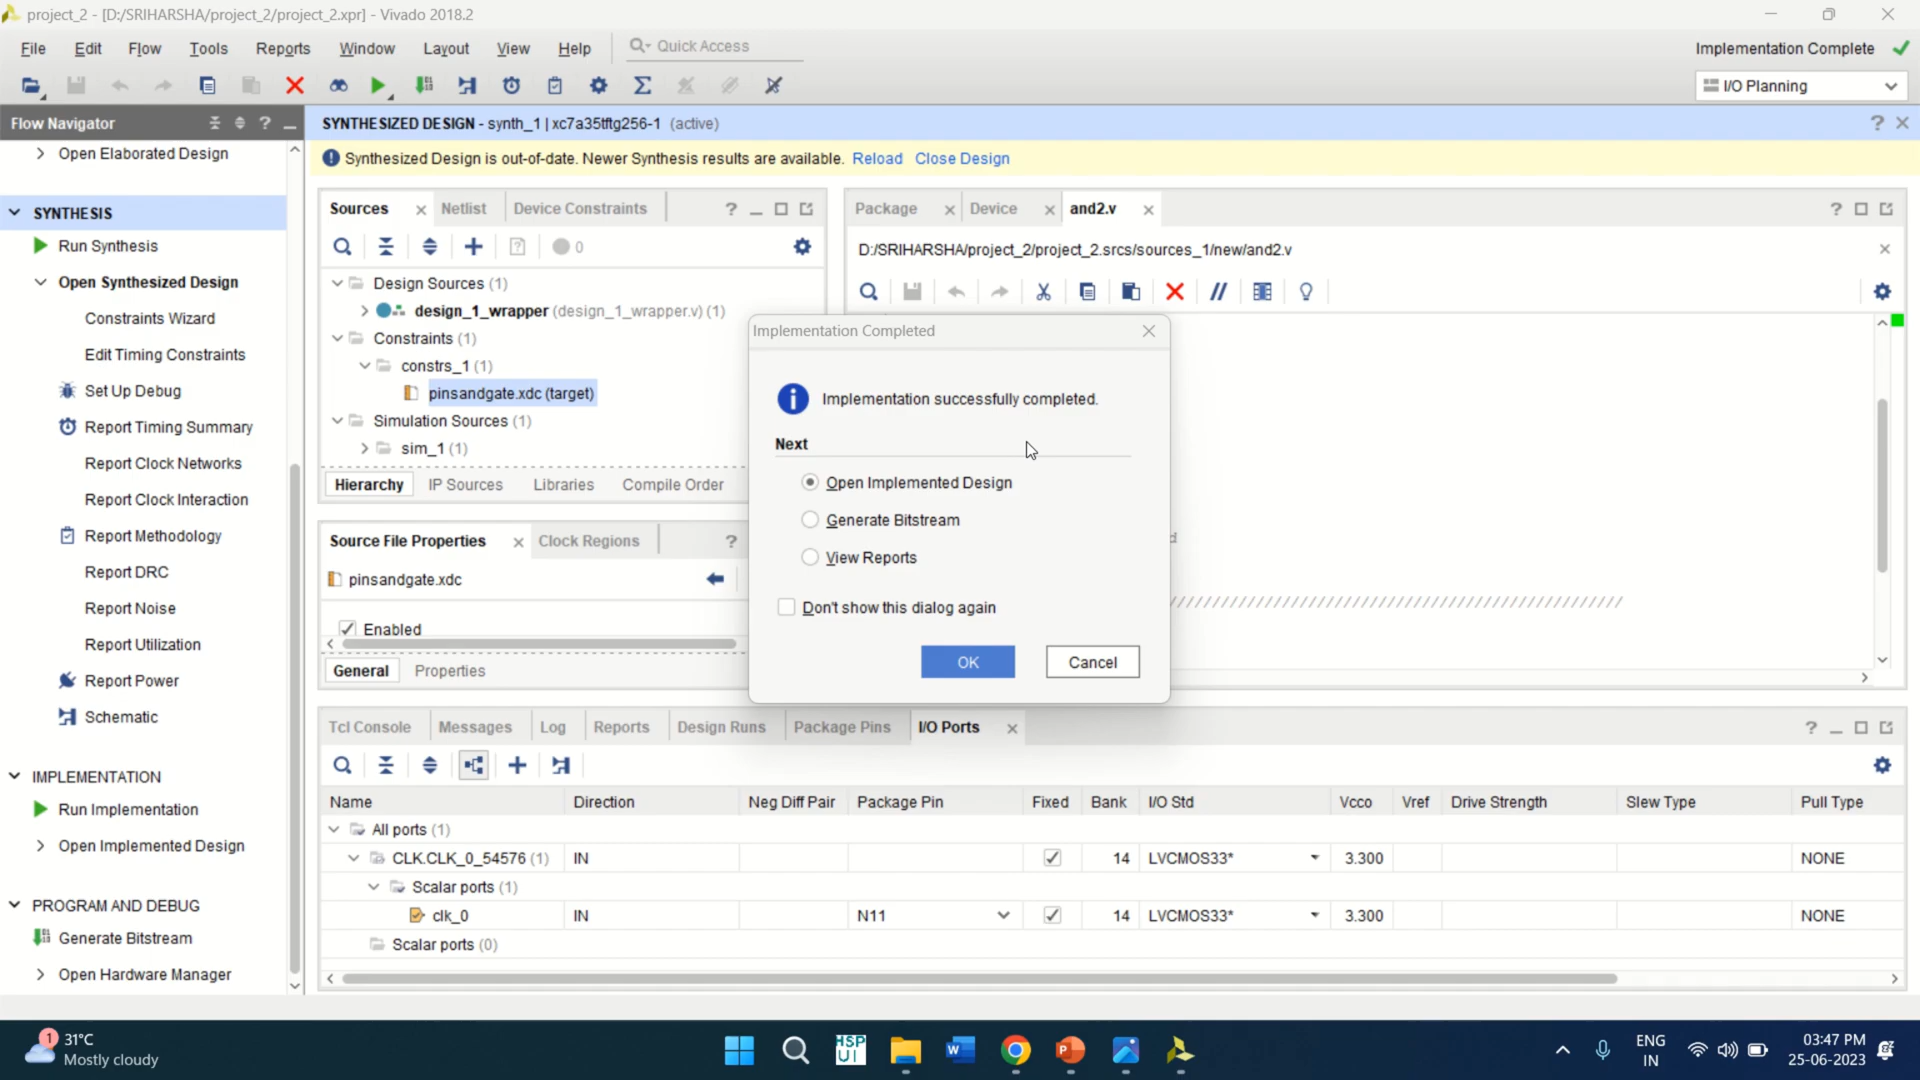 project_2 - [D:/SRIHARSHA/project_2/project_2.xpr] - Vivado 2018.2
File Edit Flow Tools Reports Window Layout View Help Quick Access
Implementation Complete
I/O Planning
Flow Navigator
SYNTHESIZED DESIGN - synth_1 | xc7a35tftg256-1 (active)
Synthesized Design is out-of-date. Newer Synthesis results are available. Reload Close Design
Open Elaborated Design
SYNTHESIS
Run Synthesis
Open Synthesized Design
Constraints Wizard
Edit Timing Constraints
Set Up Debug
Report Timing Summary
Report Clock Networks
Report Clock Interaction
Report Methodology
Report DRC
Report Noise
Report Utilization
Report Power
Schematic
IMPLEMENTATION
Run Implementation
Open Implemented Design
PROGRAM AND DEBUG
Generate Bitstream
Open Hardware Manager
Sources Netlist Device Constraints
0
Design Sources (1)
design_1_wrapper (design_1_wrapper.v) (1)
Constraints (1)
constrs_1 (1)
pinsandgate.xdc (target)
Simulation Sources (1)
sim_1 (1)
Hierarchy IP Sources Libraries Compile Order
Source File Properties Clock Regions
pinsandgate.xdc
Enabled
General Properties
Package Device and2.v
D:/SRIHARSHA/project_2/project_2.srcs/sources_1/new/and2.v
Implementation Completed
Implementation successfully completed.
Next
Open Implemented Design
Generate Bitstream
View Reports
Don't show this dialog again
OK Cancel
Tcl Console Messages Log Reports Design Runs Package Pins I/O Ports
Name Direction Neg Diff Pair Package Pin Fixed Bank I/O Std Vcco Vref Drive Strength Slew Type Pull Type
All ports (1)
CLK.CLK_0_54576 (1) IN 14 LVCMOS33* 3.300 NONE
Scalar ports (1)
clk_0 IN N11 14 LVCMOS33* 3.300 NONE
Scalar ports (0)
1
31°C
Mostly cloudy
HSP
UI
ENG
IN
03:47 PM
25-06-2023